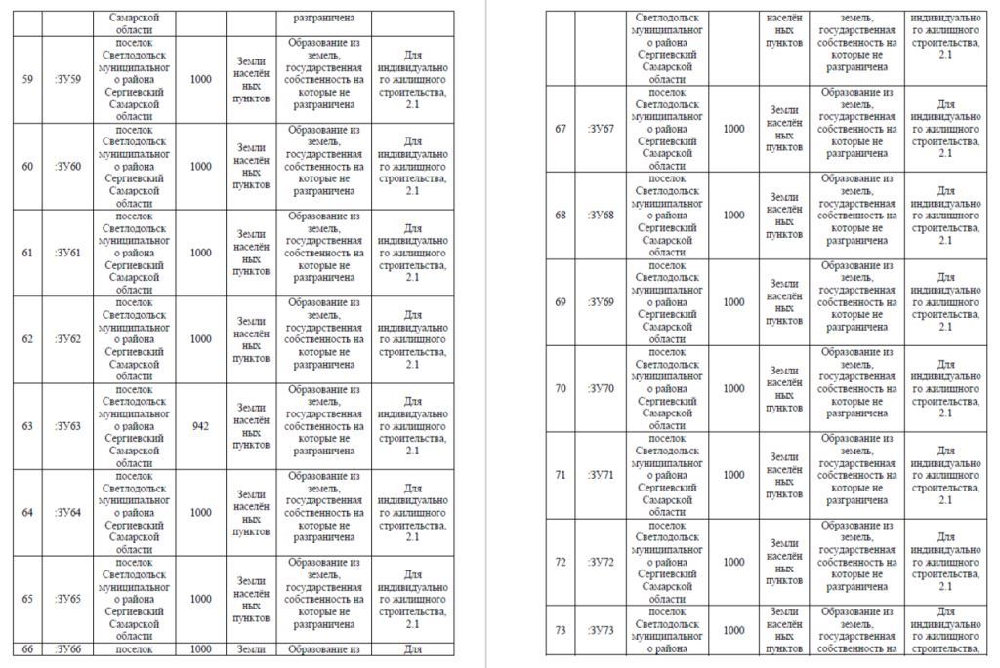 Самарской
области
разграничена
59
:ЗУ59
поселок
Светлодольск
муниципальног
о района
Сергиевский
Самарской
области
1000
Земли
населён
ных
пунктов
Образование из
земель,
государственная
собственность на
которые не
разграничена
Для
индивидуально
го жилищного
строительства,
2.1
60
:ЗУ60
поселок
Светлодольск
муниципальног
о района
Сергиевский
Самарской
области
1000
Земли
населён
ных
пунктов
Образование из
земель,
государственная
собственность на
которые не
разграничена
Для
индивидуально
го жилищного
строительства,
2.1
61
:ЗУ61
поселок
Светлодольск
муниципальног
о района
Сергиевский
Самарской
области
1000
Земли
населён
ных
пунктов
Образование из
земель,
государственная
собственность на
которые не
разграничена
Для
индивидуально
го жилищного
строительства,
2.1
62
:ЗУ62
поселок
Светлодольск
муниципальног
о района
Сергиевский
Самарской
области
1000
Земли
населён
ных
пунктов
Образование из
земель,
государственная
собственность на
которые не
разграничена
Для
индивидуально
го жилищного
строительства,
2.1
63
:ЗУ63
поселок
Светлодольск
муниципальног
о района
Сергиевский
Самарской
области
942
Земли
населён
ных
пунктов
Образование из
земель,
государственная
собственность на
которые не
разграничена
Для
индивидуально
го жилищного
строительства,
2.1
64
:ЗУ64
поселок
Светлодольск
муниципальног
о района
Сергиевский
Самарской
области
1000
Земли
населён
ных
пунктов
Образование из
земель,
государственная
собственность на
которые не
разграничена
Для
индивидуально
го жилищного
строительства,
2.1
65
:ЗУ65
поселок
Светлодольск
муниципальног
о района
Сергиевский
Самарской
области
1000
Земли
населён
ных
пунктов
Образование из
земель,
государственная
собственность на
которые не
разграничена
Для
индивидуально
го жилищного
строительства,
2.1
66
:ЗУ66
поселок
1000
Земли
Образование из
Для
Светлодольск
муниципальног
о района
Сергиевский
Самарской
области
населён
ных
пунктов
земель,
государственная
собственность на
которые не
разграничена
индивидуально
го жилищного
строительства,
2.1
67
:ЗУ67
поселок
Светлодольск
муниципальног
о района
Сергиевский
Самарской
области
1000
Земли
населён
ных
пунктов
Образование из
земель,
государственная
собственность на
которые не
разграничена
Для
индивидуально
го жилищного
строительства,
2.1
68
:ЗУ68
поселок
Светлодольск
муниципальног
о района
Сергиевский
Самарской
области
1000
Земли
населён
ных
пунктов
Образование из
земель,
государственная
собственность на
которые не
разграничена
Для
индивидуально
го жилищного
строительства,
2.1
69
:ЗУ69
поселок
Светлодольск
муниципальног
о района
Сергиевский
Самарской
области
1000
Земли
населён
ных
пунктов
Образование из
земель,
государственная
собственность на
которые не
разграничена
Для
индивидуально
го жилищного
строительства,
2.1
70
:ЗУ70
поселок
Светлодольск
муниципальног
о района
Сергиевский
Самарской
области
1000
Земли
населён
ных
пунктов
Образование из
земель,
государственная
собственность на
которые не
разграничена
Для
индивидуально
го жилищного
строительства,
2.1
71
:ЗУ71
поселок
Светлодольск
муниципальног
о района
Сергиевский
Самарской
области
1000
Земли
населён
ных
пунктов
Образование из
земель,
государственная
собственность на
которые не
разграничена
Для
индивидуально
го жилищного
строительства,
2.1
72
:ЗУ72
поселок
Светлодольск
муниципальног
о района
Сергиевский
Самарской
области
1000
Земли
населён
ных
пунктов
Образование из
земель,
государственная
собственность на
которые не
разграничена
Для
индивидуально
го жилищного
строительства,
2.1
73
:ЗУ73
поселок
Светлодольск
муниципальног
о района
1000
Земли
населён
ных
пунктов
Образование из
земель,
государственная
собственность на
Для
индивидуально
го жилищного
строительства,